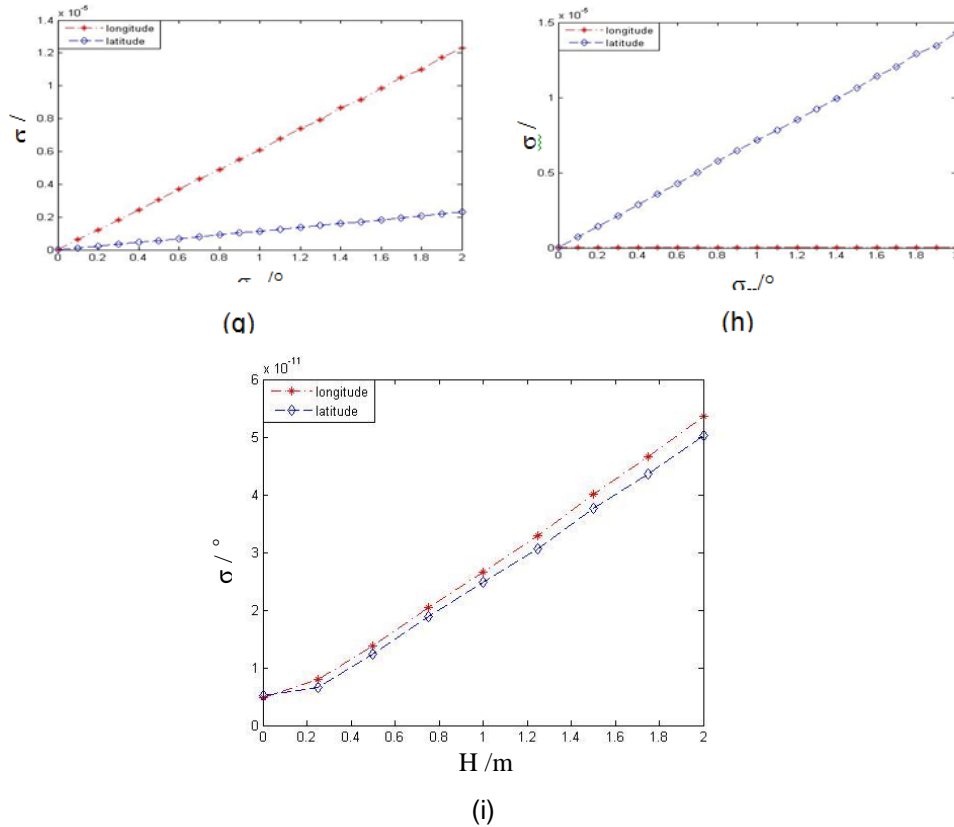 x 10⁻⁵
x 10⁻⁵
1.4
1.2
1
0.8
0.6
0.4
0.2
0
longitude
latitude
σ /
0 0.2 0.4 0.6 0.8 1 1.2 1.4 1.6 1.8 2
/°
(g)
1.5
1
0.5
0
longitude
latitude
σ /
0 0.2 0.4 0.6 0.8 1 1.2 1.4 1.6 1.8 2
/°
(h)
x 10⁻¹¹
6
5
4
3
2
1
0
longitude
latitude
σ / °
0 0.2 0.4 0.6 0.8 1 1.2 1.4 1.6 1.8 2
H /m
(i)